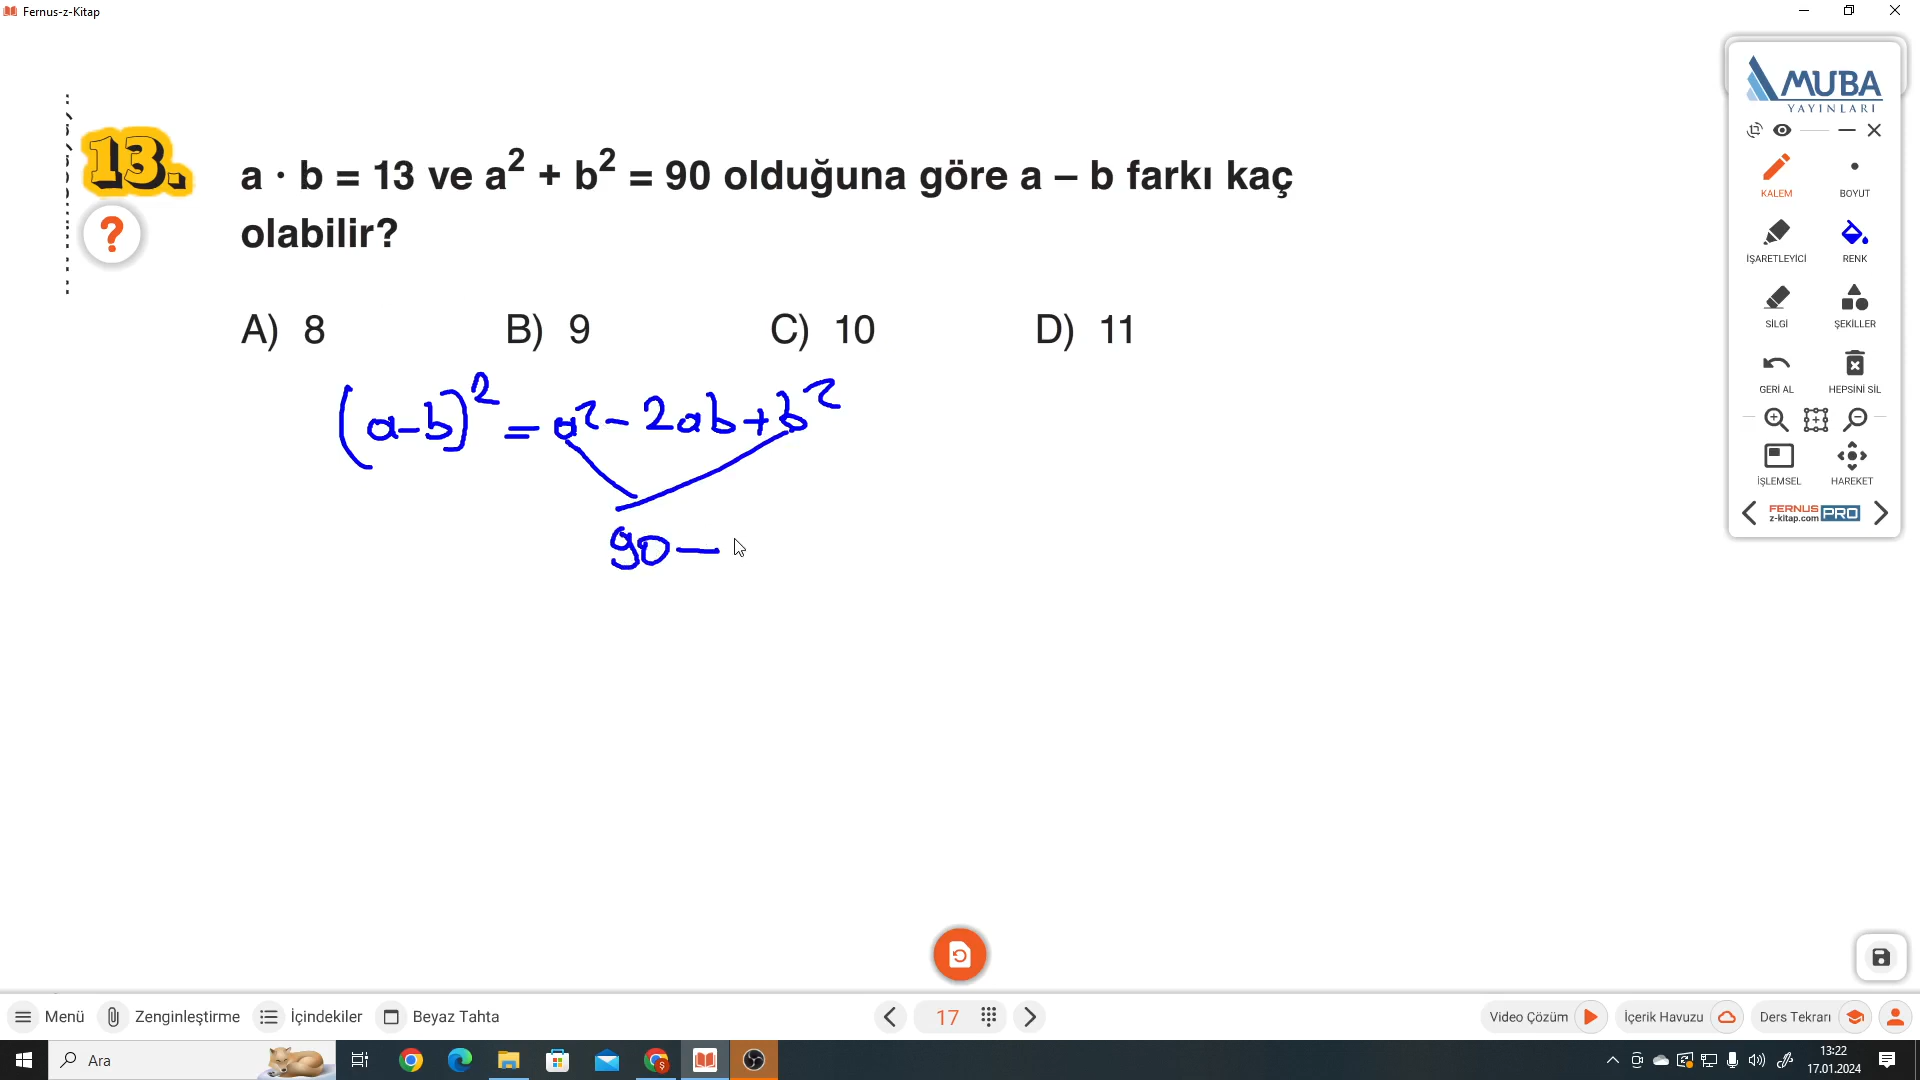 Fernus-z-Kitap
MUBA
YAYINLARI
13.
a · b = 13 ve a² + b² = 90 olduğuna göre a – b farkı kaç
olabilir?
?
A) 8 B) 9 C) 10 D) 11
(a-b)² = a² - 2ab + b²
90 —
KALEM BOYUT
İŞARETLEYİCİ RENK
SİLGİ ŞEKİLLER
GERİ AL HEPSİNİ SİL
İŞLEMSEL HAREKET
FERNUS PRO
z-kitap.com
Menü Zenginleştirme İçindekiler Beyaz Tahta 17 Video Çözüm İçerik Havuzu Ders Tekrarı
Ara
13:22
17.01.2024